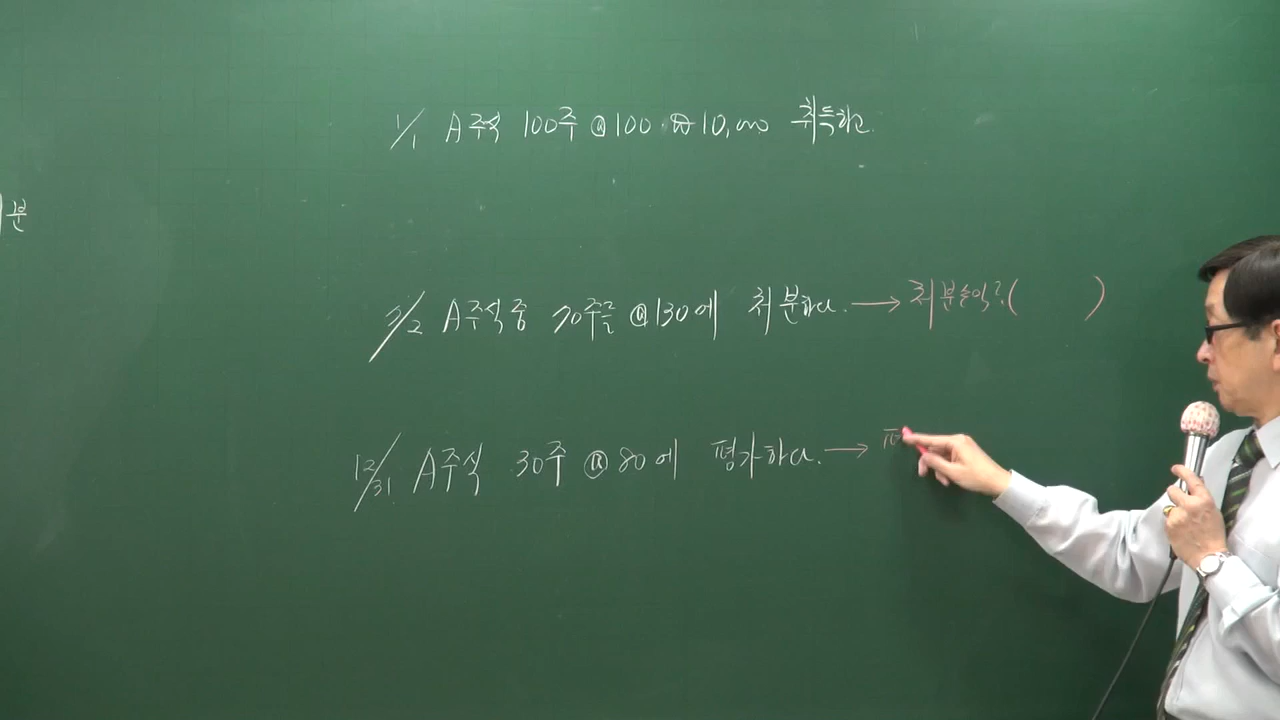 1/1 A주식 100주 @100 ₩10,000 취득하고.
분
3/2 A주식중 70주를 @130에 처분하다. → 처분손익?( )
12/31 A주식 30주 @80에 평가하다. →